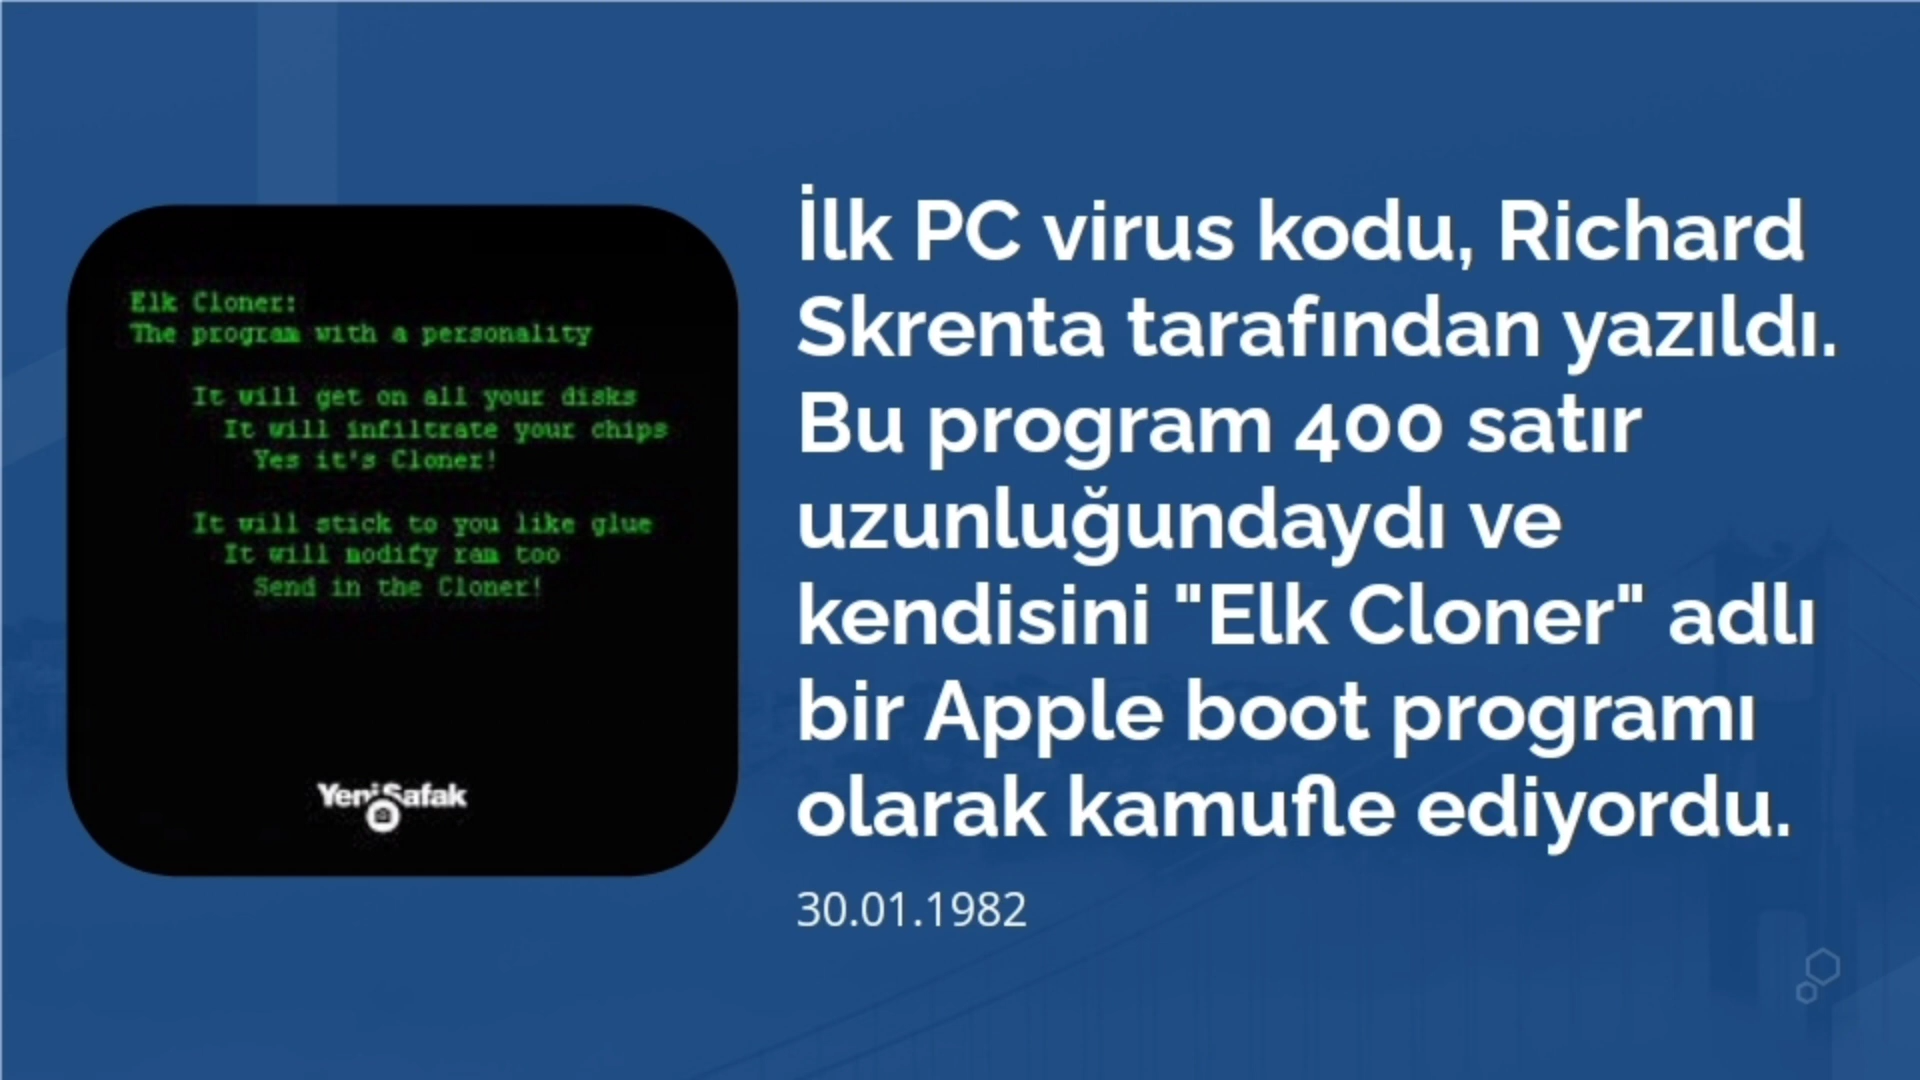 Elk Cloner:
The program with a personality
It will get on all your disks
It will infiltrate your chips
Yes it's Cloner!
It will stick to you like glue
It will modify ram too
Send in the Cloner!
YeniSafak
İlk PC virus kodu, Richard
Skrenta tarafından yazıldı.
Bu program 400 satır
uzunluğundaydı ve
kendisini "Elk Cloner" adlı
bir Apple boot programı
olarak kamufle ediyordu.
30.01.1982